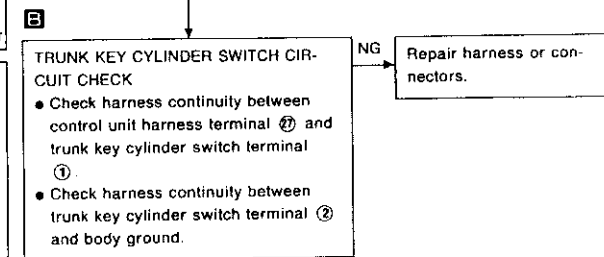 B
TRUNK KEY CYLINDER SWITCH CIR-
CUIT CHECK
● Check harness continuity between
control unit harness terminal ㉗ and
trunk key cylinder switch terminal
①.
● Check harness continuity between
trunk key cylinder switch terminal ②
and body ground.
NG
Repair harness or con-
nectors.